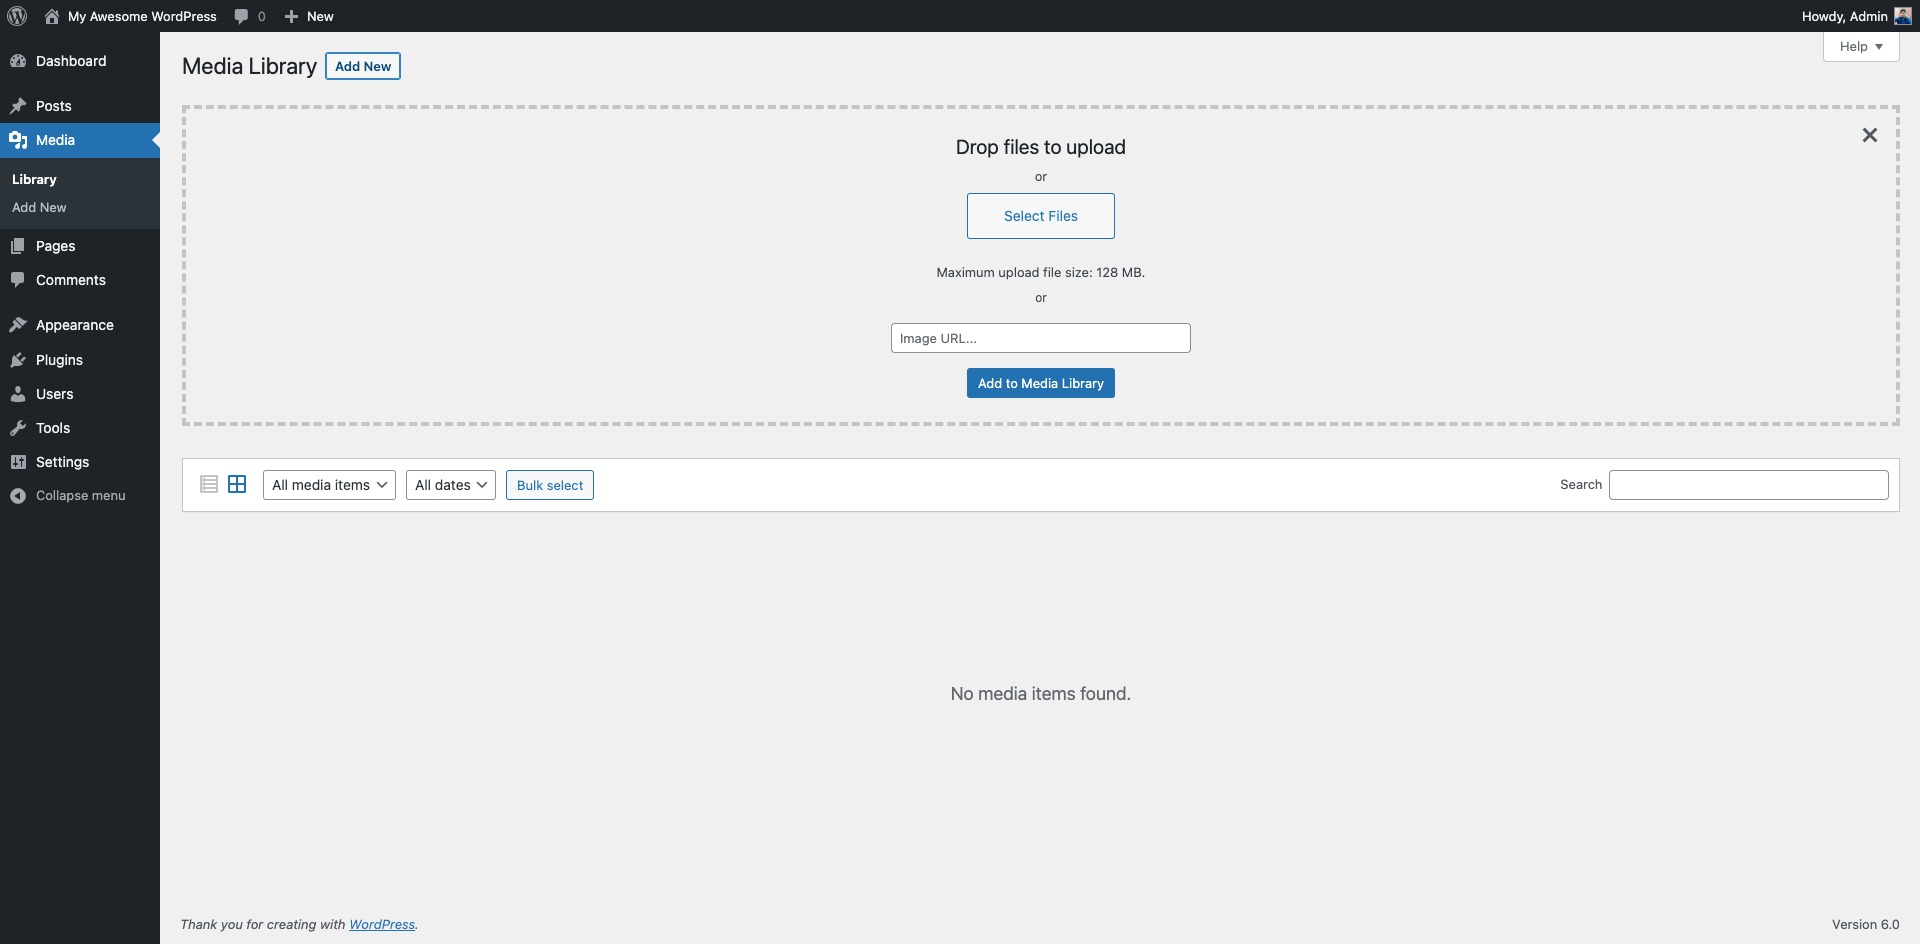 My Awesome WordPress 0 New Howdy, Admin
Help
Dashboard
Posts
Media
Library
Add New
Pages
Comments
Appearance
Plugins
Users
Tools
Settings
Collapse menu
Media Library Add New
Drop files to upload
or
Select Files
Maximum upload file size: 128 MB.
or
Image URL...
Add to Media Library
All media items All dates Bulk select Search
No media items found.
Thank you for creating with WordPress. Version 6.0